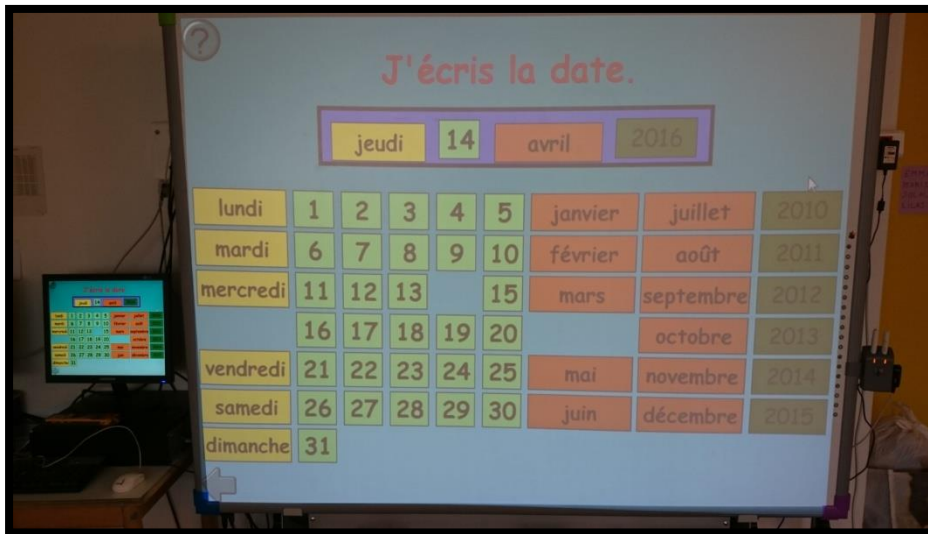 ?
J'écris la date.
jeudi 14 avril 2016
lundi 1 2 3 4 5 janvier juillet 2010
mardi 6 7 8 9 10 février août 2011
mercredi 11 12 13 15 mars septembre 2012
16 17 18 19 20 octobre 2013
vendredi 21 22 23 24 25 mai novembre 2014
samedi 26 27 28 29 30 juin décembre 2015
dimanche 31